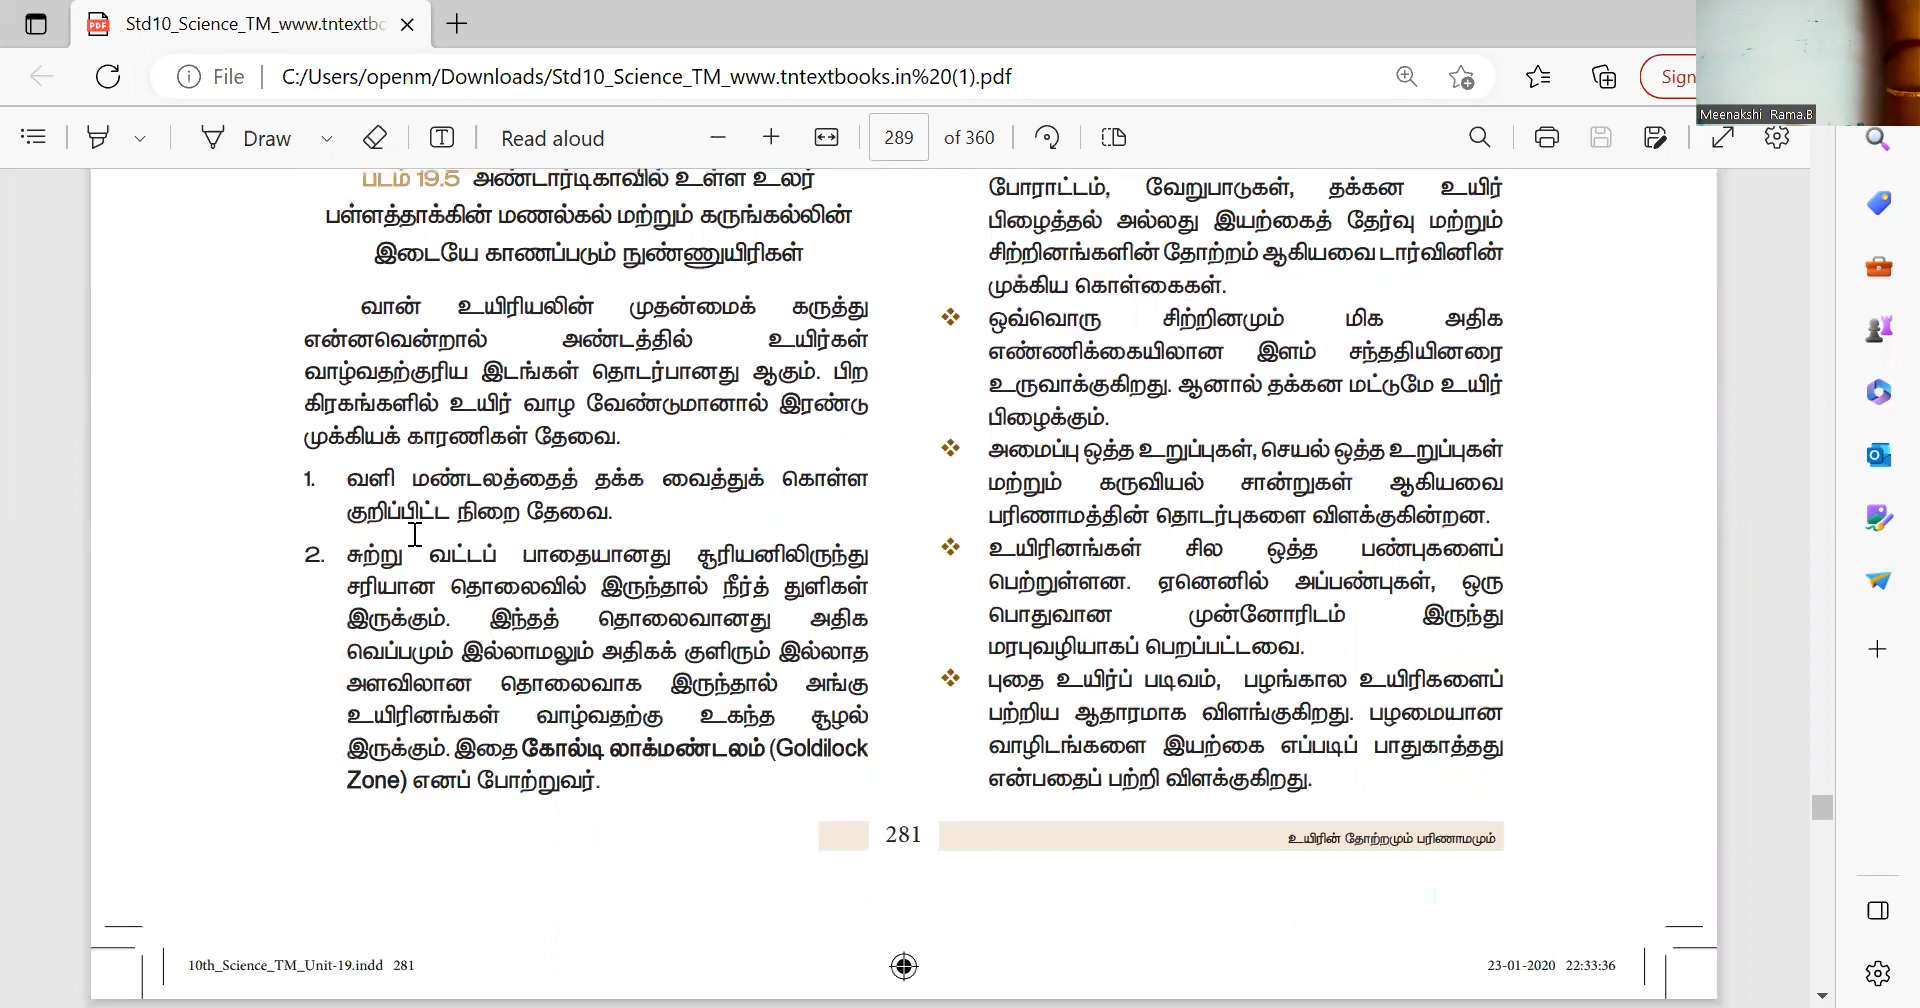 Std10_Science_TM_www.tntextbo
File
C:/Users/openm/Downloads/Std10_Science_TM_www.tntextbooks.in%20(1).pdf
Sign
Meenakshi Rama.B
Draw
Read aloud
289 of 360
படம் 19.5 அண்டார்டிகாவில் உள்ள உலர்
பள்ளத்தாக்கின் மணல்கல் மற்றும் கருங்கல்லின்
இடையே காணப்படும் நுண்ணுயிரிகள்
வான் உயிரியலின் முதன்மைக் கருத்து
என்னவென்றால் அண்டத்தில் உயிர்கள்
வாழ்வதற்குரிய இடங்கள் தொடர்பானது ஆகும். பிற
கிரகங்களில் உயிர் வாழ வேண்டுமானால் இரண்டு
முக்கியக் காரணிகள் தேவை.
1. வளி மண்டலத்தைத் தக்க வைத்துக் கொள்ள
குறிப்பிட்ட நிறை தேவை.
2. சுற்று வட்டப் பாதையானது சூரியனிலிருந்து
சரியான தொலைவில் இருந்தால் நீர்த் துளிகள்
இருக்கும். இந்தத் தொலைவானது அதிக
வெப்பமும் இல்லாமலும் அதிகக் குளிரும் இல்லாத
அளவிலான தொலைவாக இருந்தால் அங்கு
உயிரினங்கள் வாழ்வதற்கு உகந்த சூழல்
இருக்கும். இதை கோல்டி லாக்மண்டலம் (Goldilock
Zone) எனப் போற்றுவர்.
போராட்டம், வேறுபாடுகள், தக்கன உயிர்
பிழைத்தல் அல்லது இயற்கைத் தேர்வு மற்றும்
சிற்றினங்களின் தோற்றம் ஆகியவை டார்வினின்
முக்கிய கொள்கைகள்.
❖ ஒவ்வொரு சிற்றினமும் மிக அதிக
எண்ணிக்கையிலான இளம் சந்ததியினரை
உருவாக்குகிறது. ஆனால் தக்கன மட்டுமே உயிர்
பிழைக்கும்.
❖ அமைப்பு ஒத்த உறுப்புகள், செயல் ஒத்த உறுப்புகள்
மற்றும் கருவியல் சான்றுகள் ஆகியவை
பரிணாமத்தின் தொடர்புகளை விளக்குகின்றன.
❖ உயிரினங்கள் சில ஒத்த பண்புகளைப்
பெற்றுள்ளன. ஏனெனில் அப்பண்புகள், ஒரு
பொதுவான முன்னோரிடம் இருந்து
மரபுவழியாகப் பெறப்பட்டவை.
❖ புதை உயிர்ப் படிவம், பழங்கால உயிரிகளைப்
பற்றிய ஆதாரமாக விளங்குகிறது. பழமையான
வாழிடங்களை இயற்கை எப்படிப் பாதுகாத்தது
என்பதைப் பற்றி விளக்குகிறது.
281
உயிரின் தோற்றமும் பரிணாமமும்
10th_Science_TM_Unit-19.indd 281
23-01-2020 22:33:36